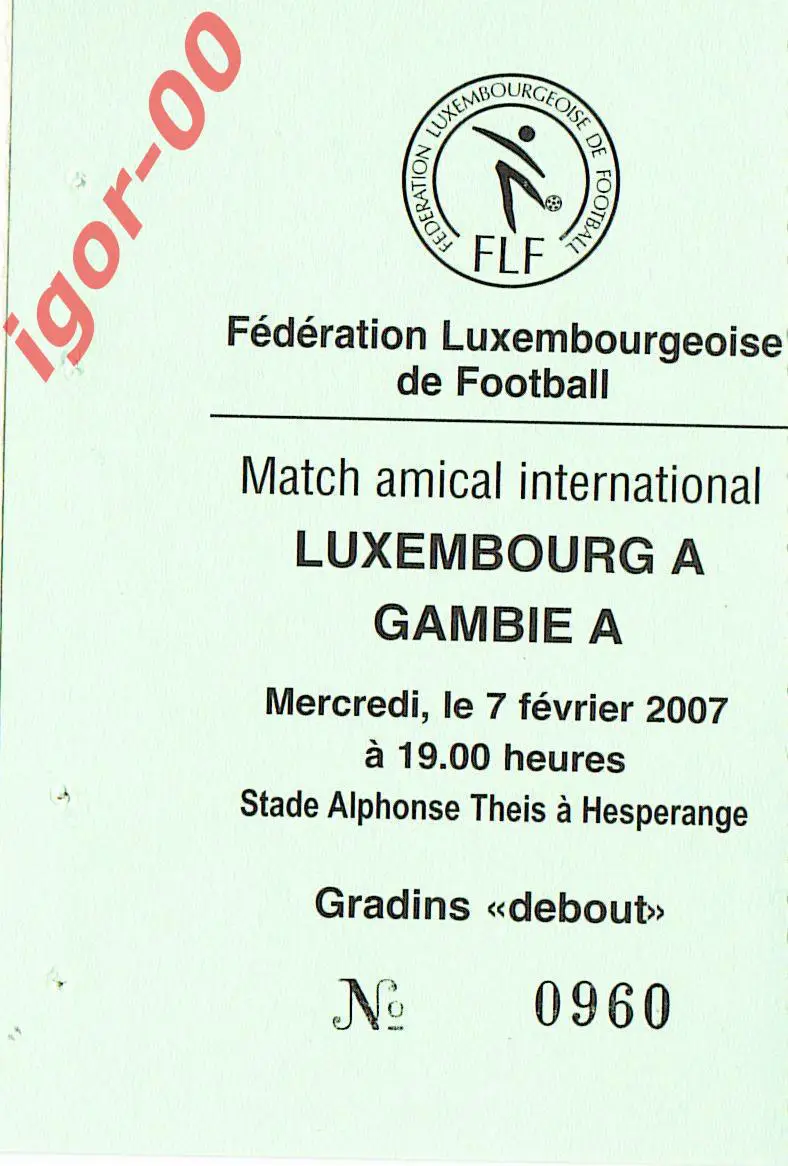 igor-00
FEDERATION LUXEMBOURGEOISE DE FOOTBALL
FLF
Fédération Luxembourgeoise
de Football
Match amical international
LUXEMBOURG A
GAMBIE A
Mercredi, le 7 février 2007
à 19.00 heures
Stade Alphonse Theis à Hesperange
Gradins «debout»
№ 0960